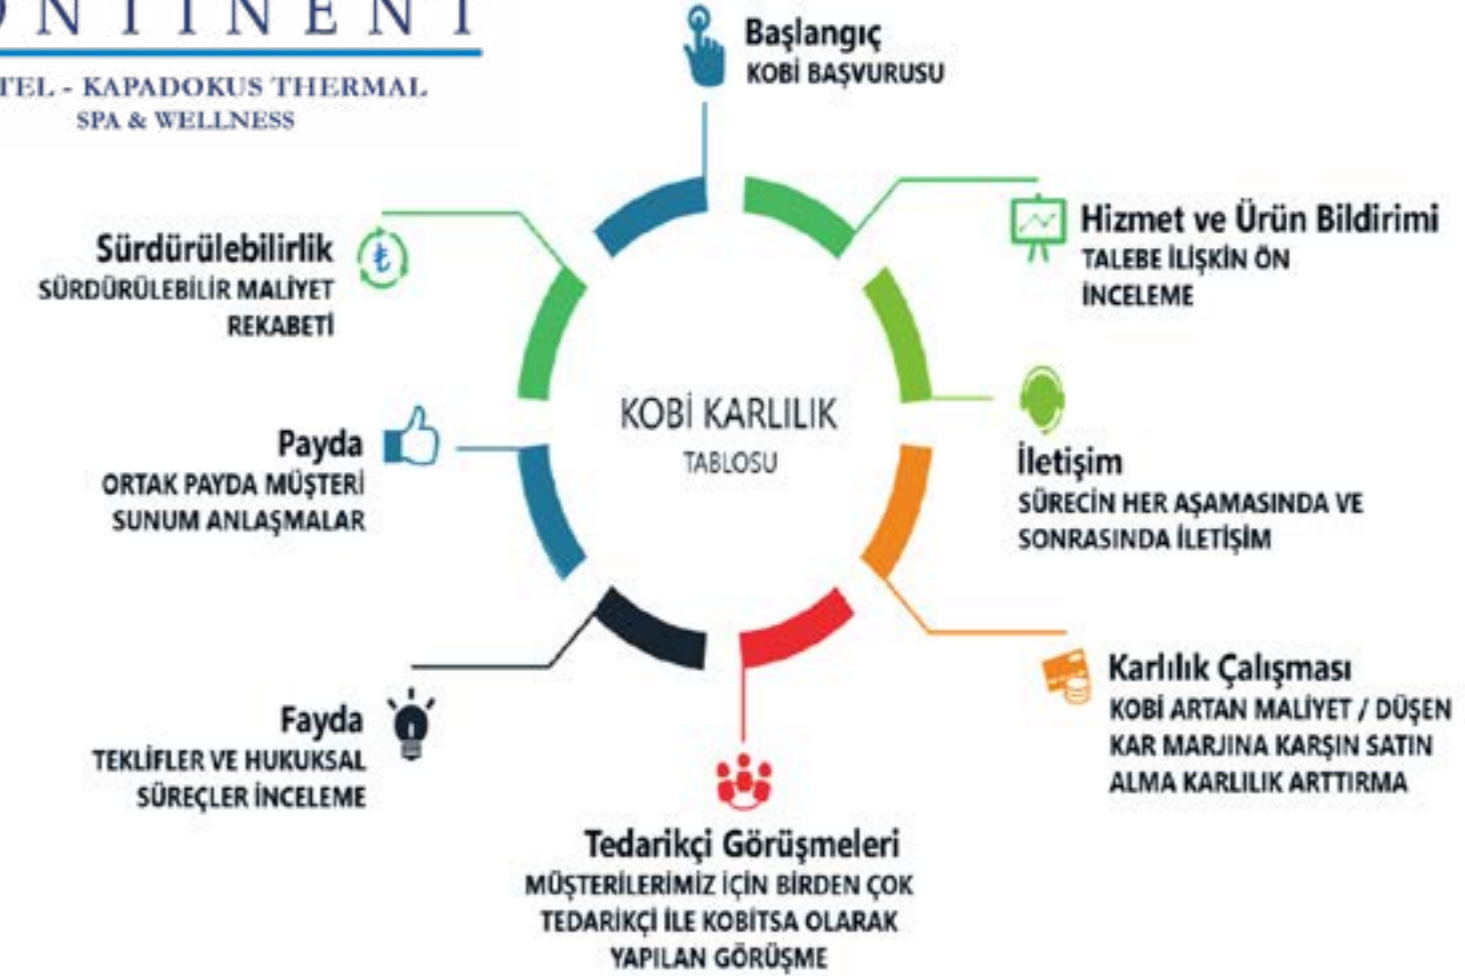 TEL - KAPADOKUS THERMAL
SPA & WELLNESS
Başlangıç
KOBİ BAŞVURUSU
Hizmet ve Ürün Bildirimi
TALEBE İLİŞKİN ÖN
İNCELEME
İletişim
SÜRECİN HER AŞAMASINDA VE
SONRASINDA İLETİŞİM
Karlılık Çalışması
KOBİ ARTAN MALİYET / DÜŞEN
KAR MARJINA KARŞIN SATIN
ALMA KARLILIK ARTTIRMA
Tedarikçi Görüşmeleri
MÜŞTERİLERİMİZ İÇİN BİRDEN ÇOK
TEDARİKÇİ İLE KOBİTSA OLARAK
YAPILAN GÖRÜŞME
Fayda
TEKLİFLER VE HUKUKSAL
SÜREÇLER İNCELEME
Payda
ORTAK PAYDA MÜŞTERİ
SUNUM ANLAŞMALAR
Sürdürülebilirlik
SÜRDÜRÜLEBİLİR MALİYET
REKABETİ
KOBİ KARLILIK
TABLOSU